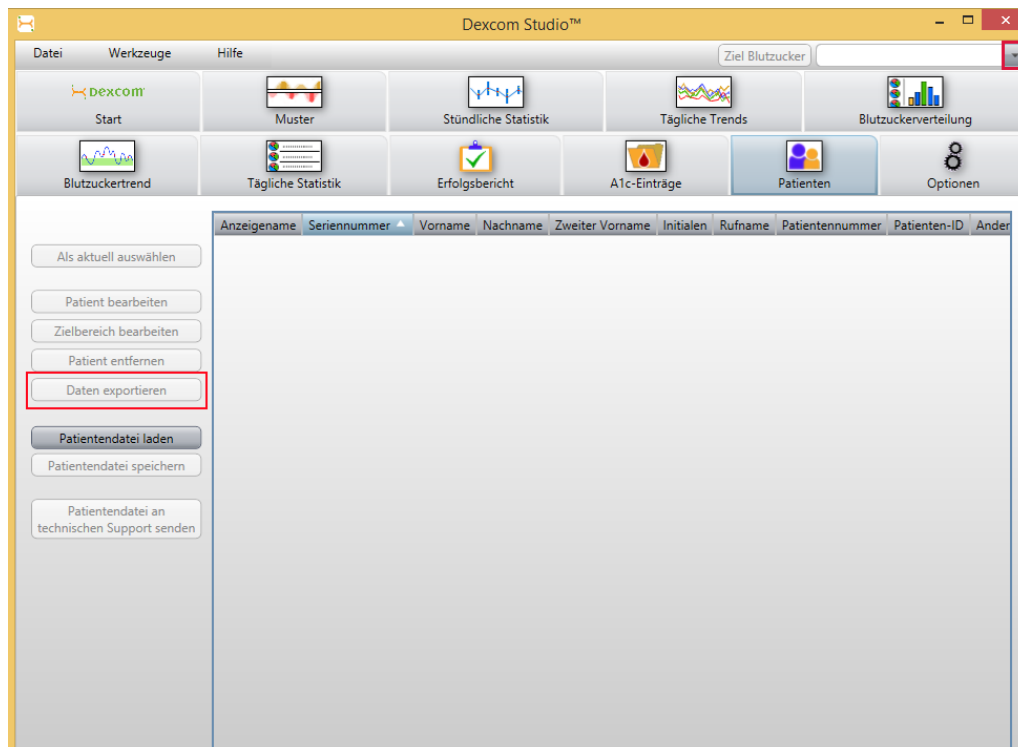 Dexcom Studio™
Datei Werkzeuge Hilfe Ziel Blutzucker
Dexcom
Start Muster Stündliche Statistik Tägliche Trends Blutzuckerverteilung
Blutzuckertrend Tägliche Statistik Erfolgsbericht A1c-Einträge Patienten Optionen
Anzeigename Seriennummer Vorname Nachname Zweiter Vorname Initialen Rufname Patientennummer Patienten-ID Ander
Als aktuell auswählen
Patient bearbeiten
Zielbereich bearbeiten
Patient entfernen
Daten exportieren
Patientendatei laden
Patientendatei speichern
Patientendatei an
technischen Support senden